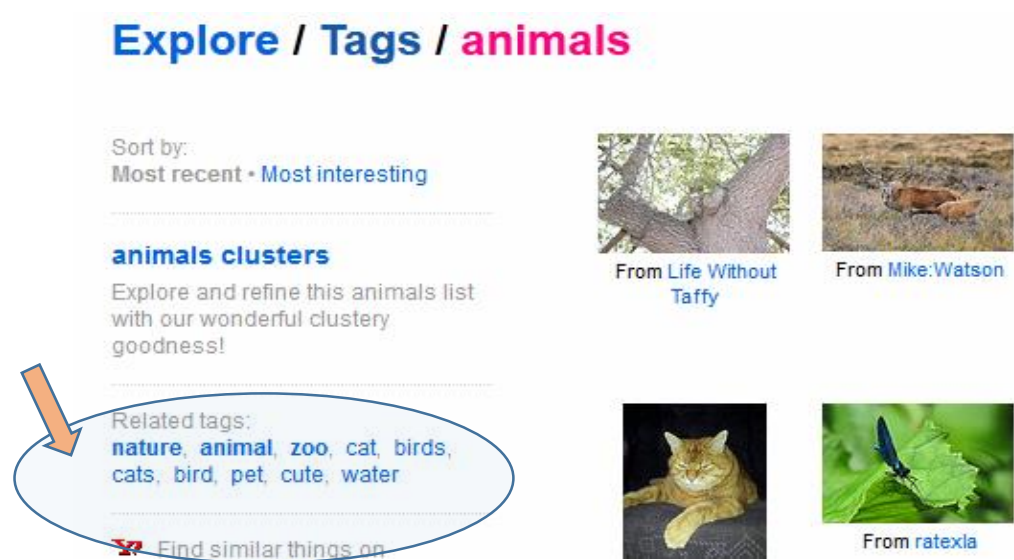 Explore / Tags / animals
Sort by:
Most recent • Most interesting
animals clusters
Explore and refine this animals list
with our wonderful clustery
goodness!
Related tags:
nature, animal, zoo, cat, birds,
cats, bird, pet, cute, water
Y! Find similar things on
From Life Without
Taffy
From Mike:Watson
From ratexla